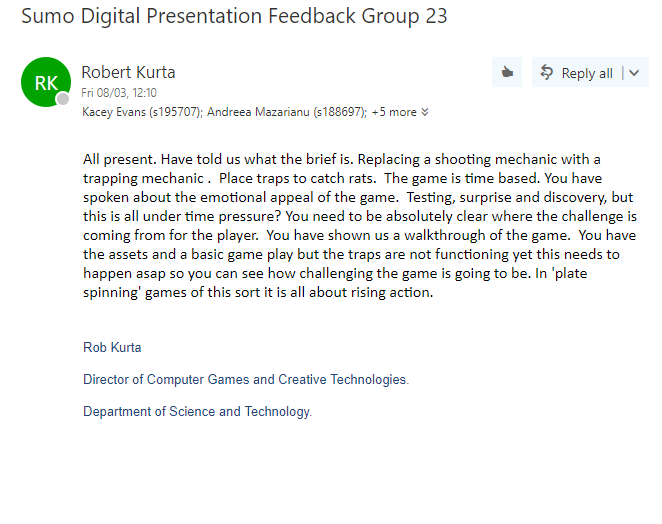 Sumo Digital Presentation Feedback Group 23
RK
Robert Kurta
Reply all
Fri 08/03, 12:10
Kacey Evans (s195707); Andreea Mazarianu (s188697); +5 more
All present. Have told us what the brief is. Replacing a shooting mechanic with a
trapping mechanic .  Place traps to catch rats.  The game is time based. You have
spoken about the emotional appeal of the game.  Testing, surprise and discovery, but
this is all under time pressure? You need to be absolutely clear where the challenge is
coming from for the player.  You have shown us a walkthrough of the game.  You have
the assets and a basic game play but the traps are not functioning yet this needs to
happen asap so you can see how challenging the game is going to be. In 'plate
spinning' games of this sort it is all about rising action.
Rob Kurta
Director of Computer Games and Creative Technologies.
Department of Science and Technology.